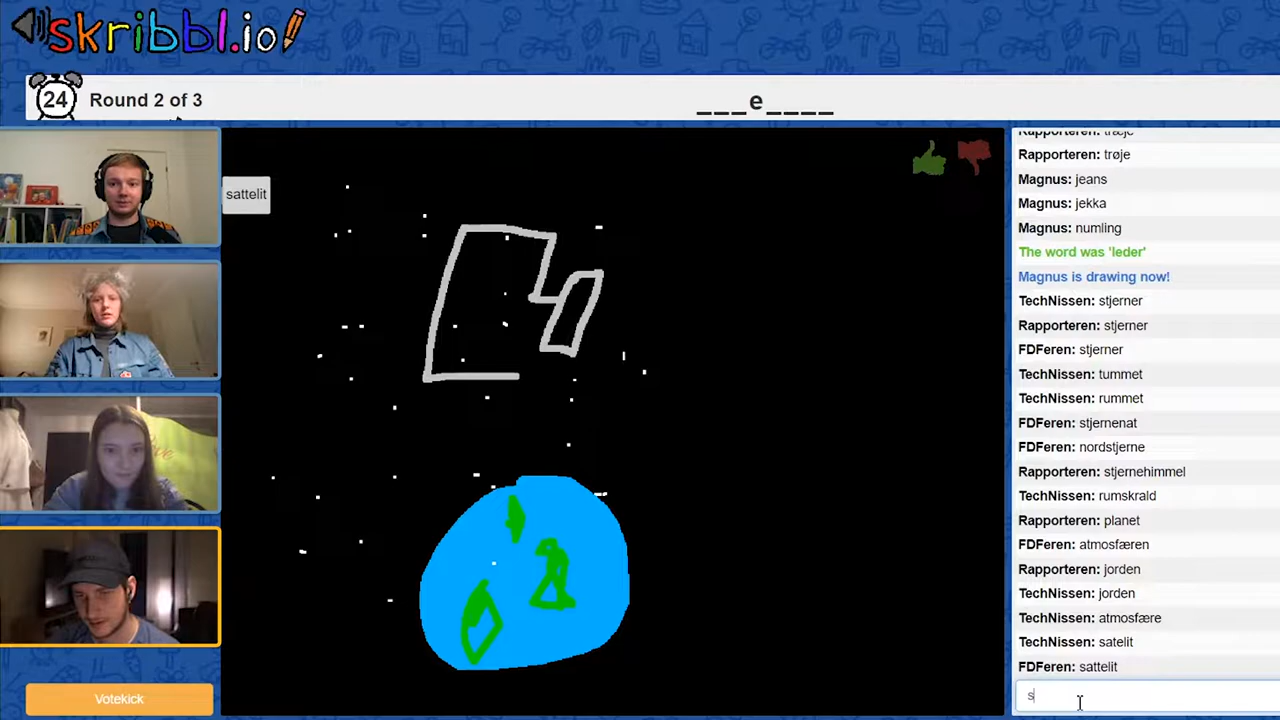 skribbl.io
24
Round 2 of 3
___e____
sattelit
Rapporteren: trøje
Magnus: jeans
Magnus: jekka
Magnus: numling
The word was 'leder'
Magnus is drawing now!
TechNissen: stjerner
Rapporteren: stjerner
FDFeren: stjerner
TechNissen: tummet
TechNissen: rummet
FDFeren: stjernenat
FDFeren: nordstjerne
Rapporteren: stjernehimmel
TechNissen: rumskrald
Rapporteren: planet
FDFeren: atmosfæren
Rapporteren: jorden
TechNissen: jorden
TechNissen: atmosfære
TechNissen: satelit
FDFeren: sattelit
s
Votekick